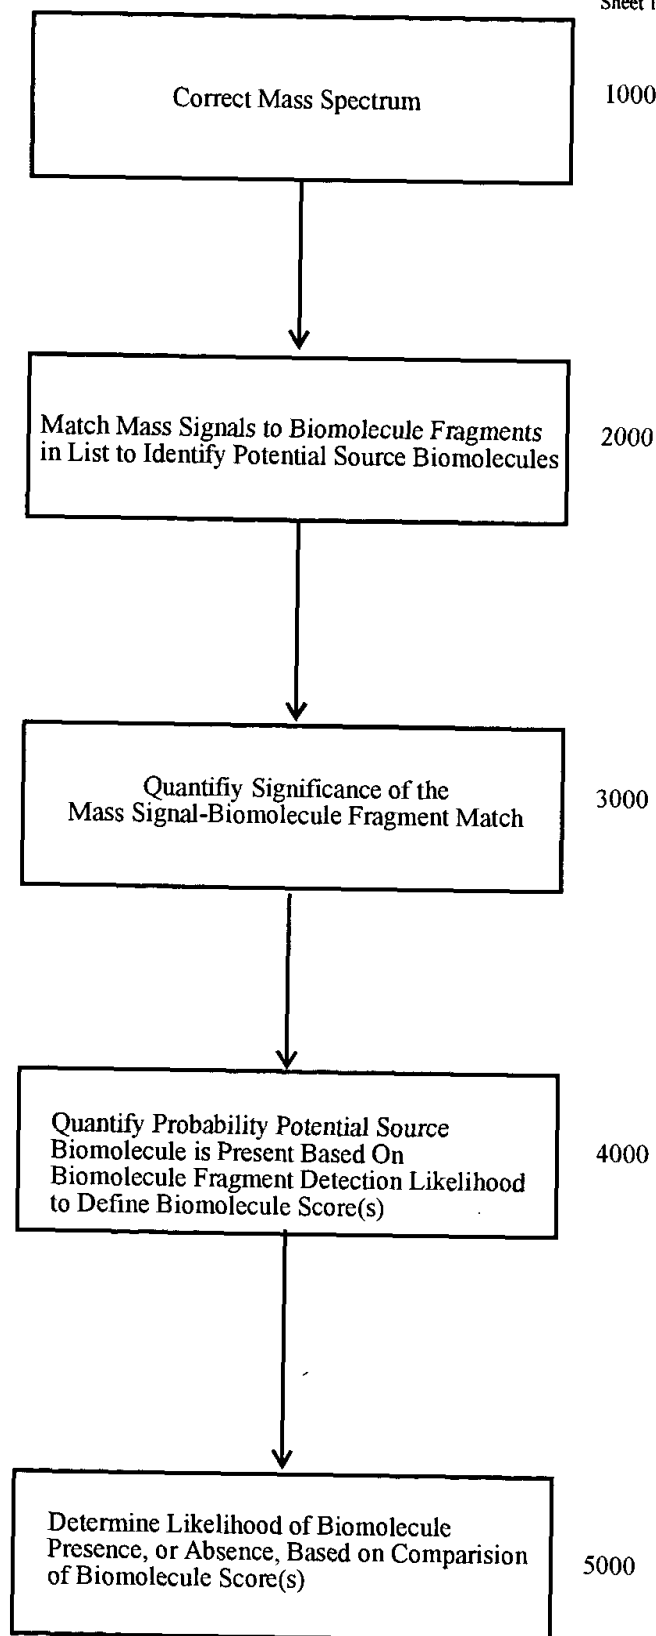 Sheet
Correct Mass Spectrum
1000
Match Mass Signals to Biomolecule Fragments
in List to Identify Potential Source Biomolecules
2000
Quantifiy Significance of the
Mass Signal-Biomolecule Fragment Match
3000
Quantify Probability Potential Source
Biomolecule is Present Based On
Biomolecule Fragment Detection Likelihood
to Define Biomolecule Score(s)
4000
Determine Likelihood of Biomolecule
Presence, or Absence, Based on Comparision
of Biomolecule Score(s)
5000